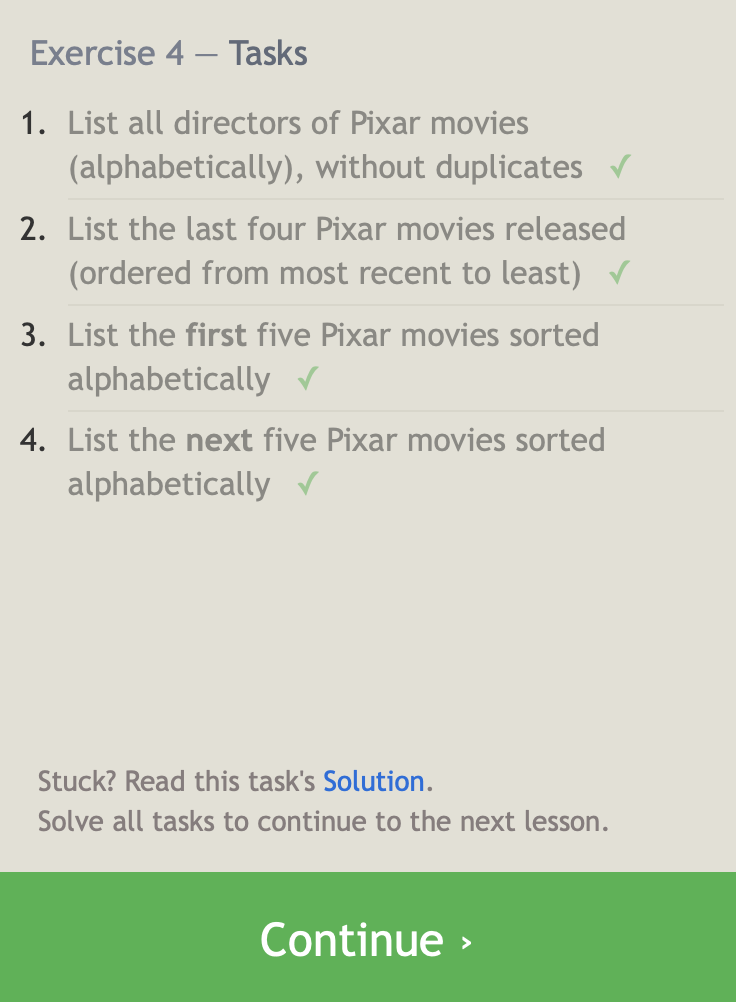 Exercise 4 — Tasks
1. List all directors of Pixar movies
(alphabetically), without duplicates ✓
2. List the last four Pixar movies released
(ordered from most recent to least) ✓
3. List the first five Pixar movies sorted
alphabetically ✓
4. List the next five Pixar movies sorted
alphabetically ✓
Stuck? Read this task's Solution.
Solve all tasks to continue to the next lesson.
Continue ›